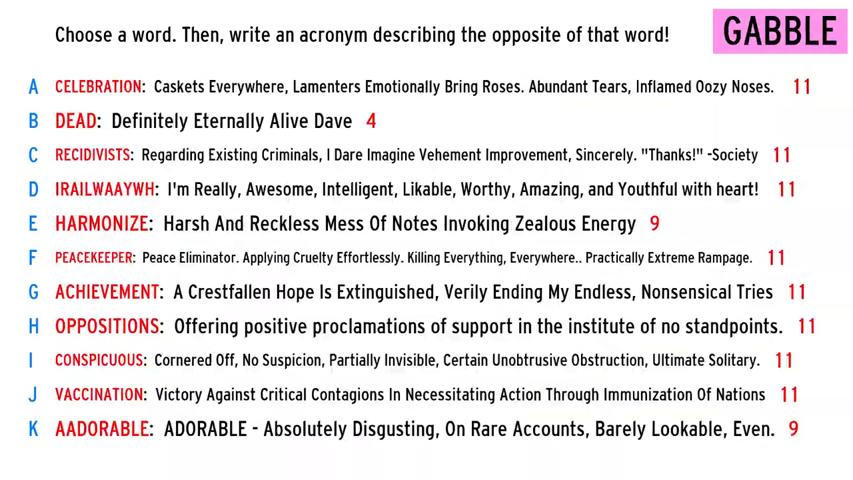 Choose a word. Then, write an acronym describing the opposite of that word! GABBLE
A CELEBRATION: Caskets Everywhere, Lamenters Emotionally Bring Roses. Abundant Tears, Inflamed Oozy Noses. 11
B DEAD: Definitely Eternally Alive Dave 4
C RECIDIVISTS: Regarding Existing Criminals, I Dare Imagine Vehement Improvement, Sincerely. "Thanks!" -Society 11
D IRAILWAAYWH: I'm Really, Awesome, Intelligent, Likable, Worthy, Amazing, and Youthful with heart! 11
E HARMONIZE: Harsh And Reckless Mess Of Notes Invoking Zealous Energy 9
F PEACEKEEPER: Peace Eliminator. Applying Cruelty Effortlessly. Killing Everything, Everywhere.. Practically Extreme Rampage. 11
G ACHIEVEMENT: A Crestfallen Hope Is Extinguished, Verily Ending My Endless, Nonsensical Tries 11
H OPPOSITIONS: Offering positive proclamations of support in the institute of no standpoints. 11
I CONSPICUOUS: Cornered Off, No Suspicion, Partially Invisible, Certain Unobtrusive Obstruction, Ultimate Solitary. 11
J VACCINATION: Victory Against Critical Contagions In Necessitating Action Through Immunization Of Nations 11
K AADORABLE: ADORABLE - Absolutely Disgusting, On Rare Accounts, Barely Lookable, Even. 9